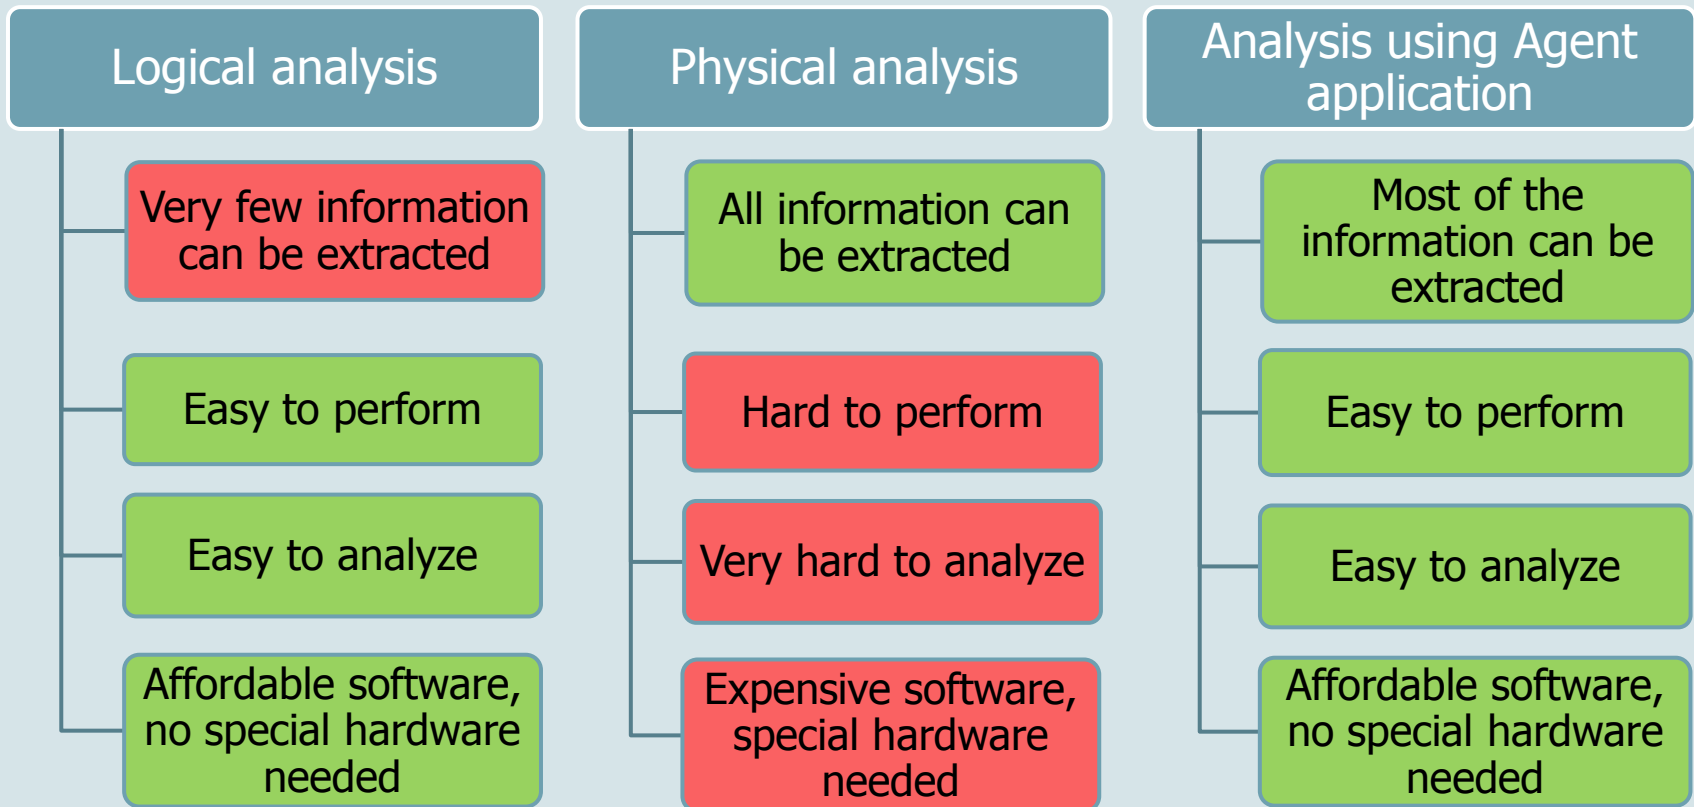 Logical analysis
Very few information
can be extracted
Easy to perform
Easy to analyze
Affordable software,
no special hardware
needed
Physical analysis
All information can
be extracted
Hard to perform
Very hard to analyze
Expensive software,
special hardware
needed
Analysis using Agent
application
Most of the
information can be
extracted
Easy to perform
Easy to analyze
Affordable software,
no special hardware
needed